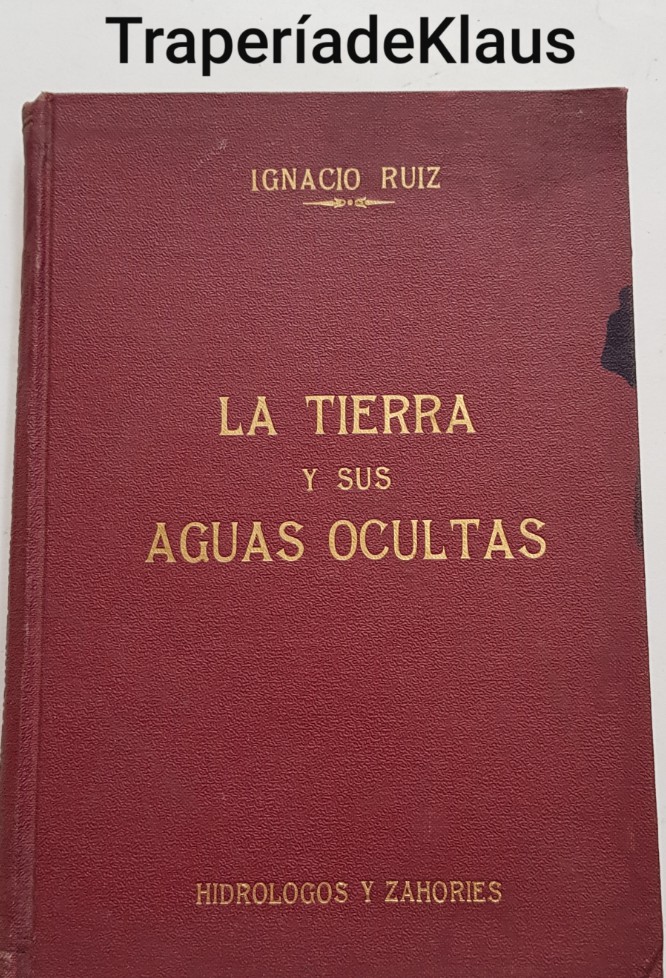 TraperíadeKlaus
IGNACIO RUIZ
LA TIERRA
Y SUS
AGUAS OCULTAS
HIDROLOGOS Y ZAHORIES